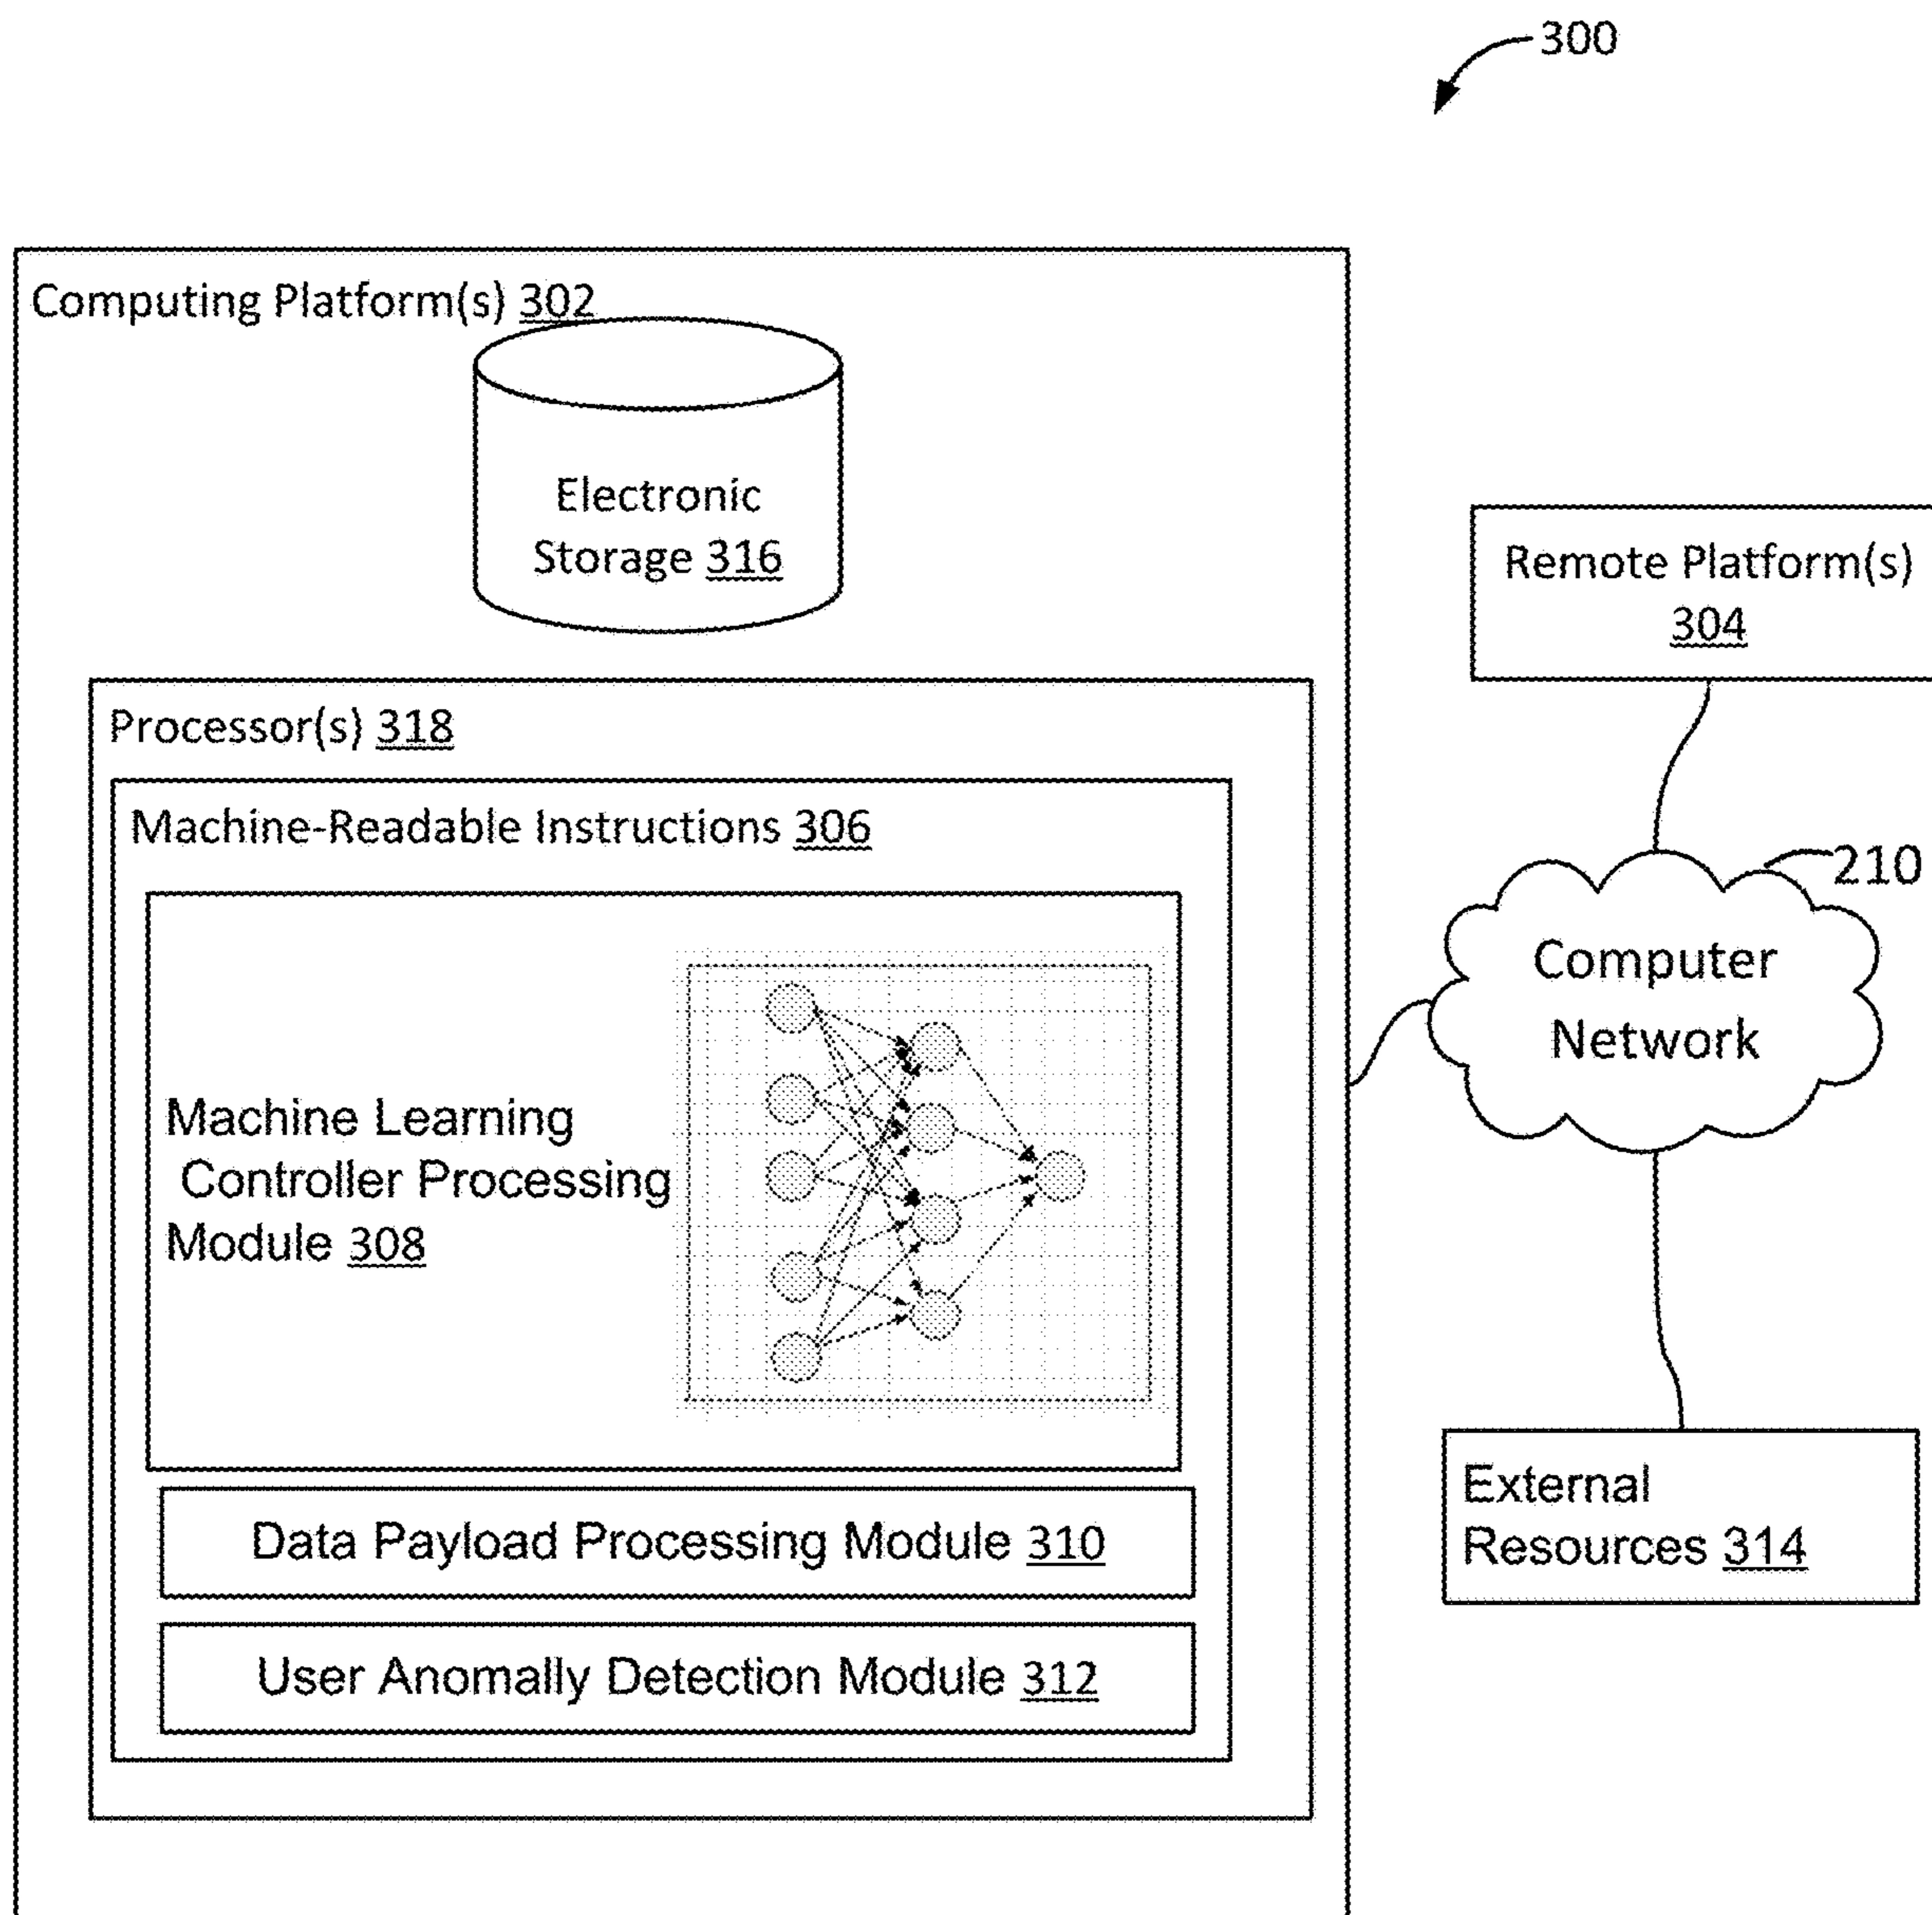 300
Computing Platform(s) 302
Electronic
Storage 316
Remote Platform(s)
304
Processor(s) 318
Machine-Readable Instructions 306
210
Computer
Network
Machine Learning
Controller Processing
Module 308
External
Resources 314
Data Payload Processing Module 310
User Anomally Detection Module 312